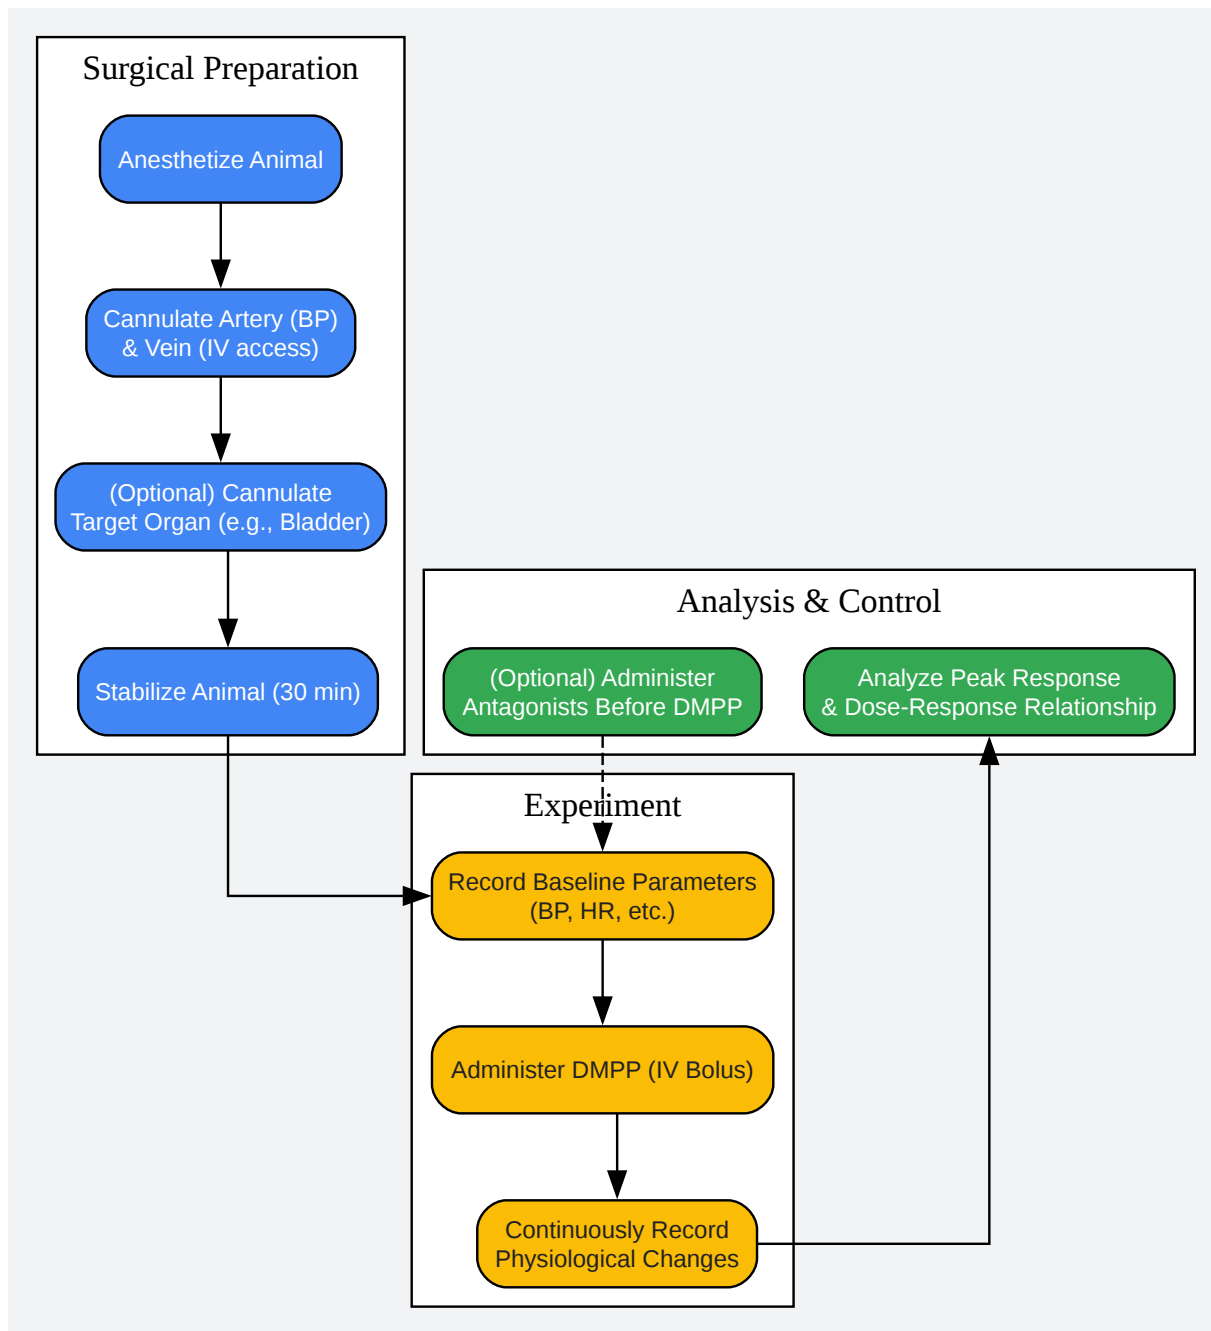 Surgical Preparation
Anesthetize Animal
Cannulate Artery (BP)
& Vein (IV access)
(Optional) Cannulate
Target Organ (e.g., Bladder)
Stabilize Animal (30 min)
Analysis & Control
(Optional) Administer
Antagonists Before DMPP
Analyze Peak Response
& Dose-Response Relationship
Experiment
Record Baseline Parameters
(BP, HR, etc.)
Administer DMPP (IV Bolus)
Continuously Record
Physiological Changes